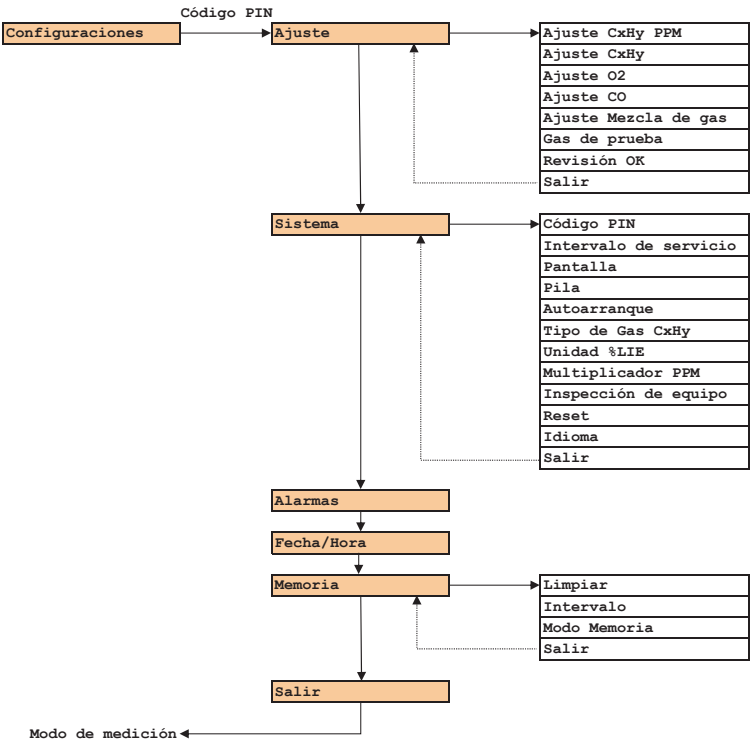 Código PIN
Configuraciones
Ajuste
Ajuste CxHy PPM
Ajuste CxHy
Ajuste O2
Ajuste CO
Ajuste Mezcla de gas
Gas de prueba
Revisión OK
Salir
Sistema
Código PIN
Intervalo de servicio
Pantalla
Pila
Autoarranque
Tipo de Gas CxHy
Unidad %LIE
Multiplicador PPM
Inspección de equipo
Reset
Idioma
Salir
Alarmas
Fecha/Hora
Memoria
Limpiar
Intervalo
Modo Memoria
Salir
Salir
Modo de medición